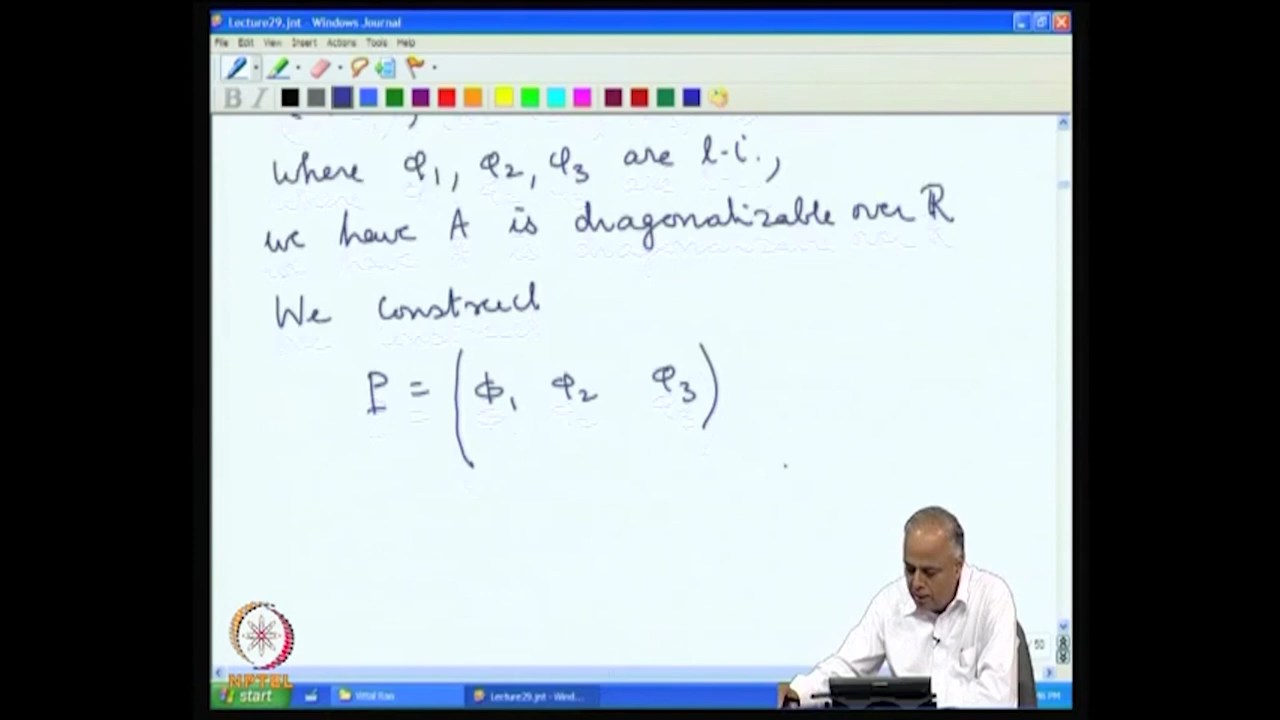 Lecture29.jnt - Windows Journal
File Edit View Insert Actions Tools Help
B I
where φ1, φ2, φ3 are l.i.,
we have A is diagonalizable over ℝ
We construct
P = (φ1 φ2 φ3)
NPTEL
start Vittal Rao Lecture29.jnt - Wind...